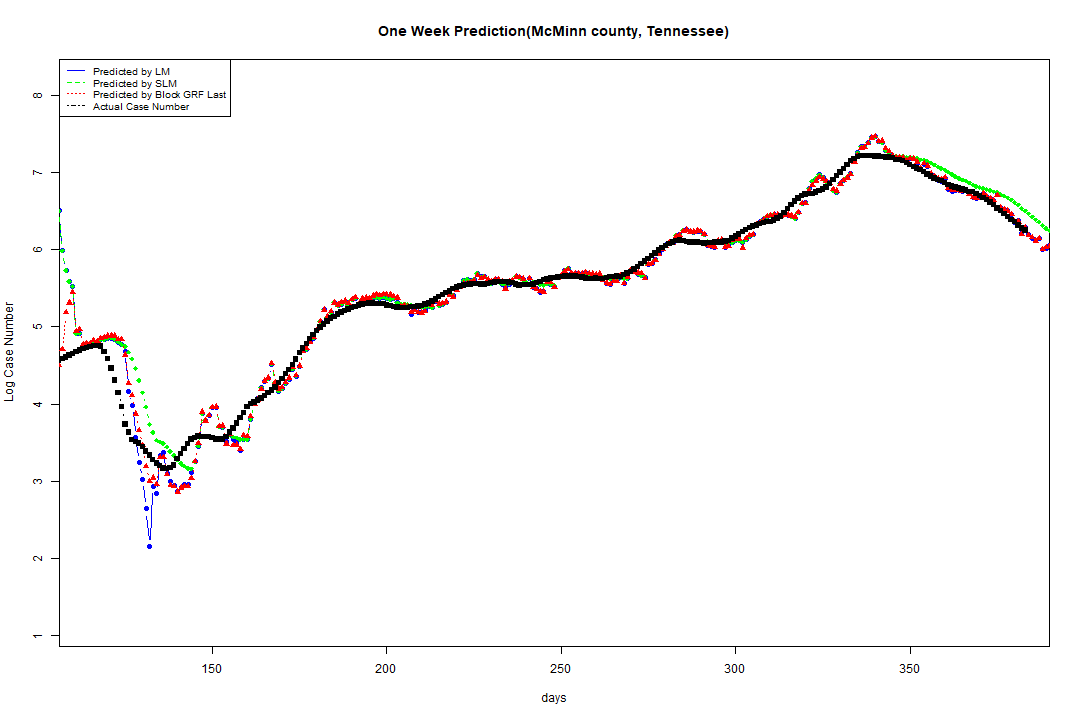 One Week Prediction(McMinn county, Tennessee)
Predicted by LM
Predicted by SLM
Predicted by Block GRF Last
Actual Case Number
8
7
6
5
4
3
2
1
Log Case Number
150 200 250 300 350
days